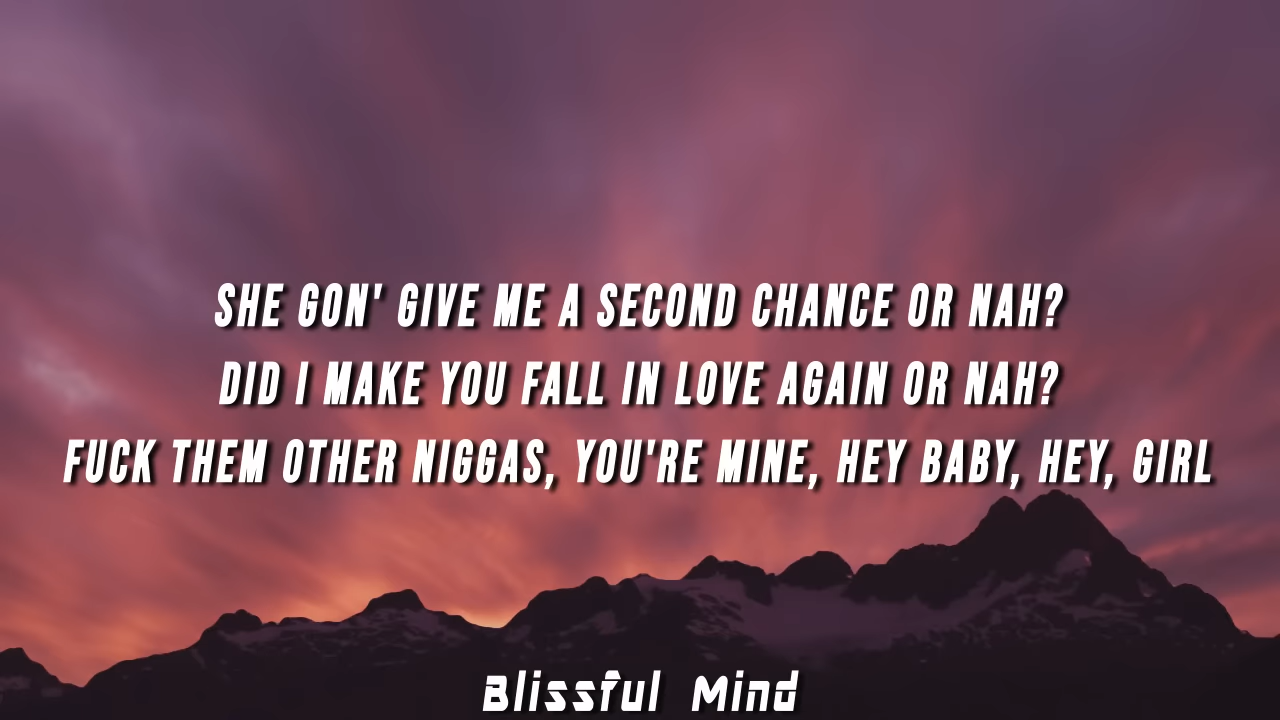 SHE GON' GIVE ME A SECOND CHANCE OR NAH?
DID I MAKE YOU FALL IN LOVE AGAIN OR NAH?
FUCK THEM OTHER NIGGAS, YOU'RE MINE, HEY BABY, HEY, GIRL
Blissful Mind